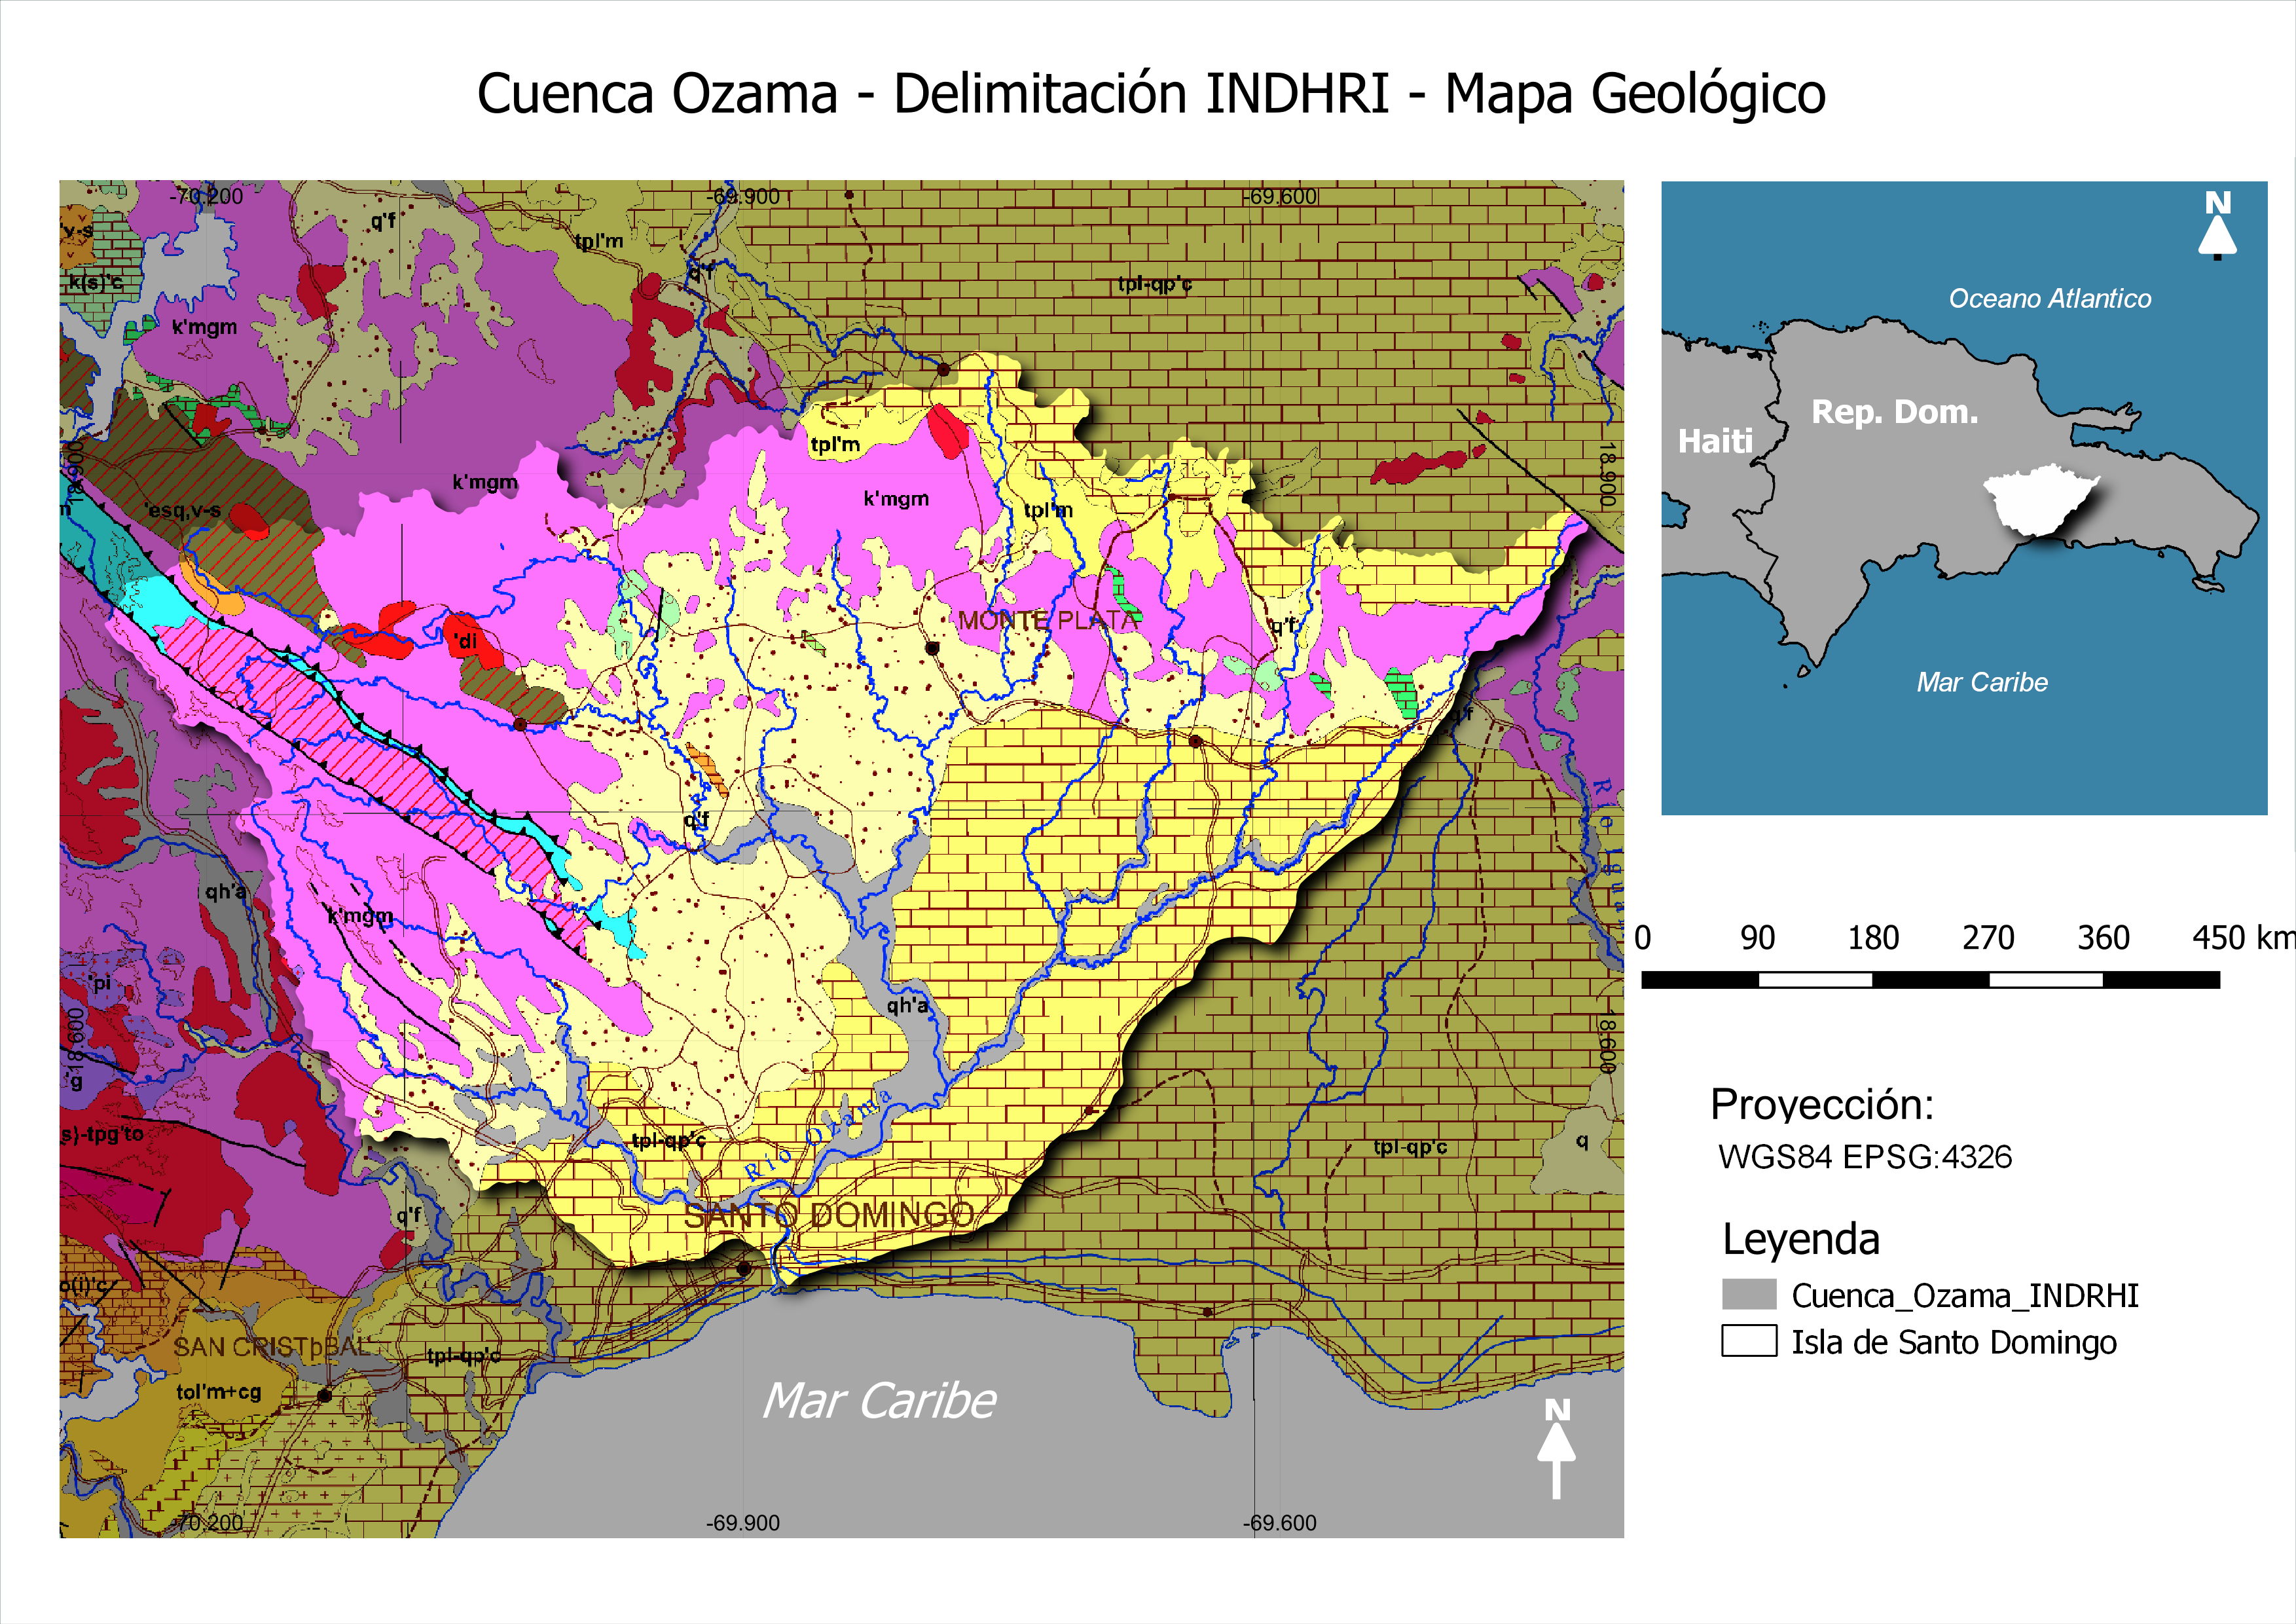 Cuenca Ozama - Delimitación INDHRI - Mapa Geológico
-70.200
-69.900
-69.600
q'f
tpl'm
q'f
'v-s
k(s)'c
tpl-qp'c
k'mgm
18.900
18.900
k'mgm
tpl'm
k'mgm
'esq,v-s
tpl'm
MONTE PLATA
q'f
'di
q'f
q'f
qh'a
k'mgm
'pi
qh'a
18.600
18.600
'g
s)-tpg'to
Río Ozama
tpl-qp'c
tpl-qp'c
q
q'f
SANTO DOMINGO
o(i)'c
SAN CRISTþBAL
tpl-qp'c
tol'm+cg
Mar Caribe
N
-70.200
-69.900
-69.600
N
Oceano Atlantico
Rep. Dom.
Haiti
Mar Caribe
0 90 180 270 360 450 km
Proyección:
WGS84 EPSG:4326
Leyenda
Cuenca_Ozama_INDRHI
Isla de Santo Domingo